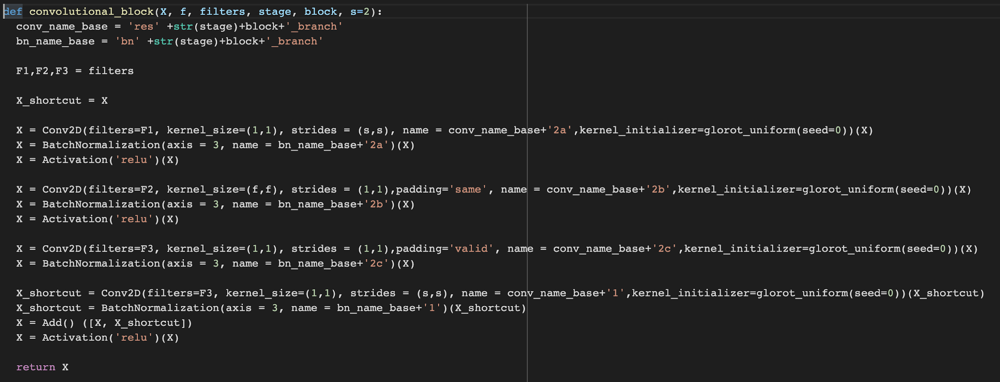 def convolutional_block(X, f, filters, stage, block, s=2):
conv_name_base = 'res' +str(stage)+block+'_branch'
bn_name_base = 'bn' +str(stage)+block+'_branch'
F1,F2,F3 = filters
X_shortcut = X
X = Conv2D(filters=F1, kernel_size=(1,1), strides = (s,s), name = conv_name_base+'2a',kernel_initializer=glorot_uniform(seed=0))(X)
X = BatchNormalization(axis = 3, name = bn_name_base+'2a')(X)
X = Activation('relu')(X)
X = Conv2D(filters=F2, kernel_size=(f,f), strides = (1,1),padding='same', name = conv_name_base+'2b',kernel_initializer=glorot_uniform(seed=0))(X)
X = BatchNormalization(axis = 3, name = bn_name_base+'2b')(X)
X = Activation('relu')(X)
X = Conv2D(filters=F3, kernel_size=(1,1), strides = (1,1),padding='valid', name = conv_name_base+'2c',kernel_initializer=glorot_uniform(seed=0))(X)
X = BatchNormalization(axis = 3, name = bn_name_base+'2c')(X)
X_shortcut = Conv2D(filters=F3, kernel_size=(1,1), strides = (s,s), name = conv_name_base+'1',kernel_initializer=glorot_uniform(seed=0))(X_shortcut)
X_shortcut = BatchNormalization(axis = 3, name = bn_name_base+'1')(X_shortcut)
X = Add() ([X, X_shortcut])
X = Activation('relu')(X)
return X